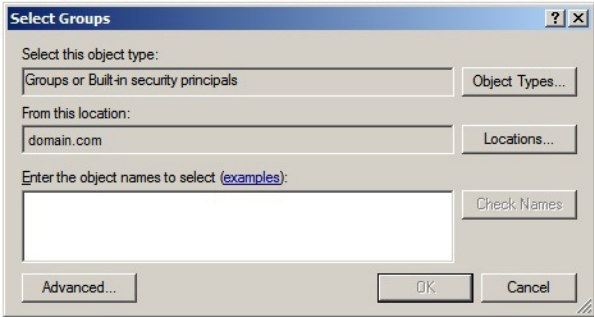 Select Groups
Select this object type:
Groups or Built-in security principals
Object Types...
From this location:
domain.com
Locations...
Enter the object names to select (examples):
Check Names
Advanced...
OK
Cancel